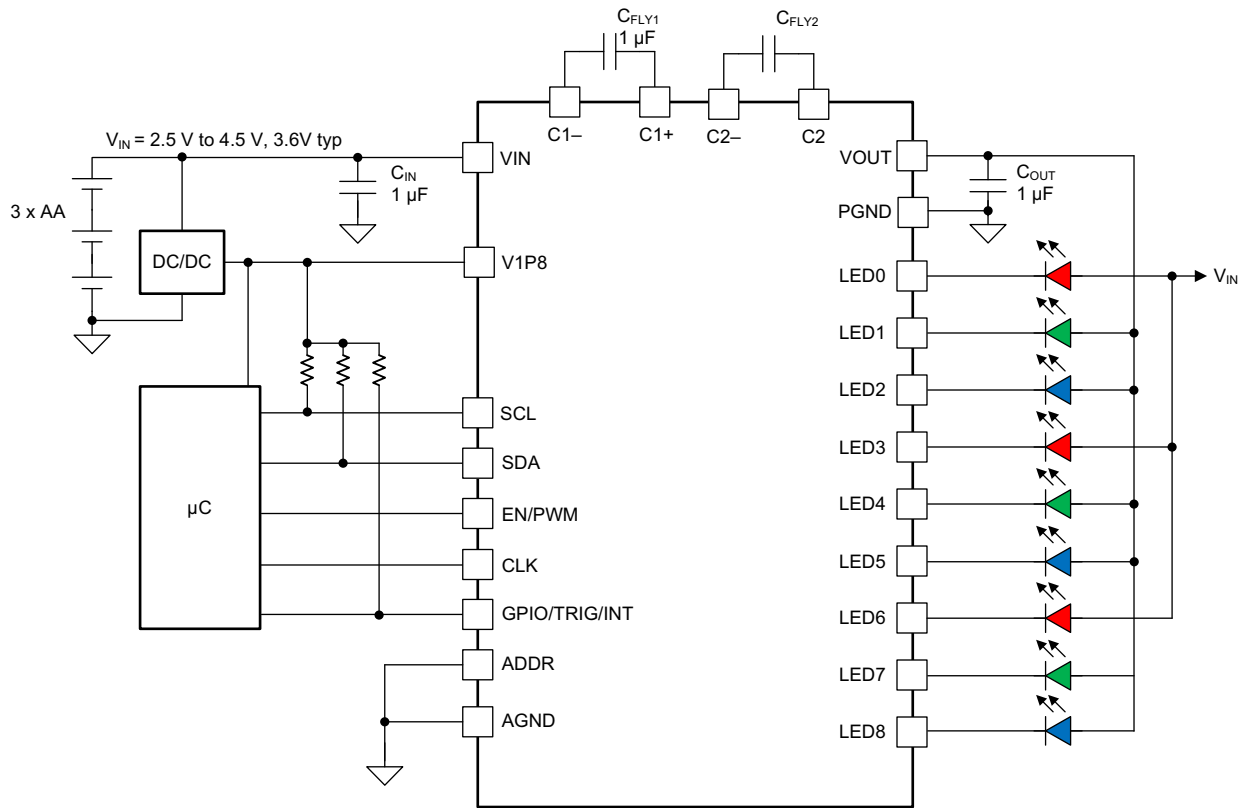 C_FLY1
1 µF
C_FLY2
C1–
C1+
C2–
C2
V_IN = 2.5 V to 4.5 V, 3.6V typ
VIN
C_IN
1 µF
3 x AA
DC/DC
V1P8
µC
SCL
SDA
EN/PWM
CLK
GPIO/TRIG/INT
ADDR
AGND
VOUT
C_OUT
1 µF
PGND
LED0
V_IN
LED1
LED2
LED3
LED4
LED5
LED6
LED7
LED8